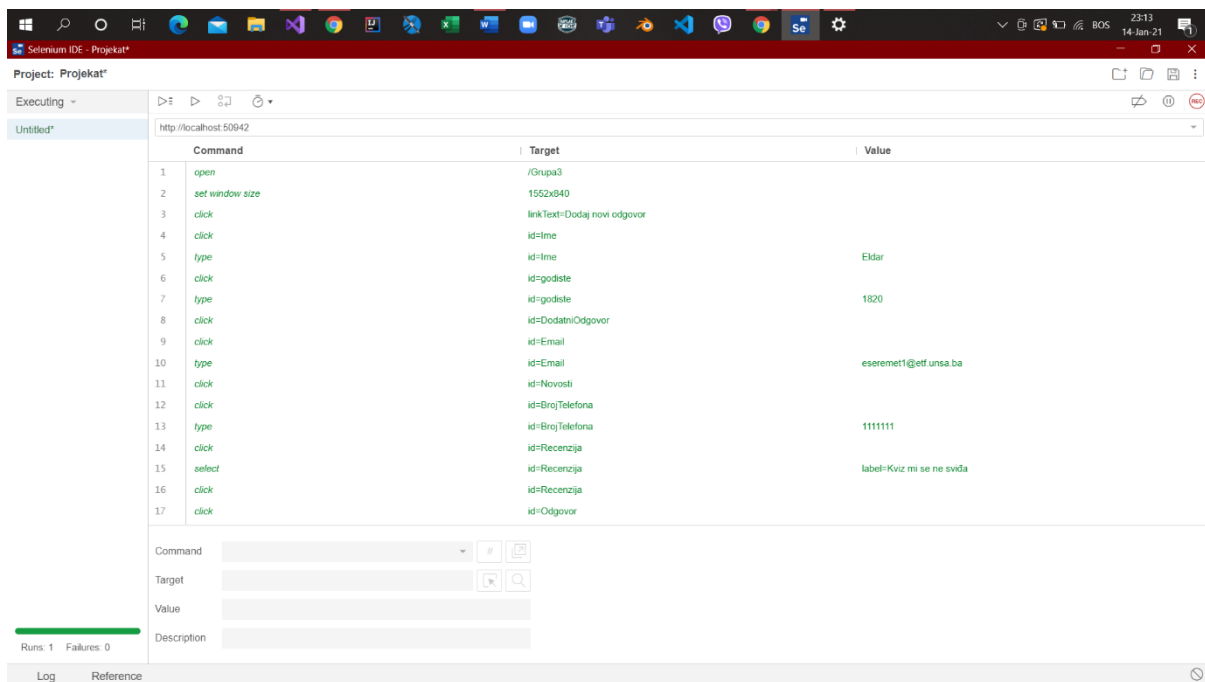 BOS
23:13
14-Jan-21
Selenium IDE - Projekat*
Project: Projekat*
Executing
REC
Untitled*
http://localhost:50942
Command Target Value
1 open /Grupa3
2 set window size 1552x840
3 click linkText=Dodaj novi odgovor
4 click id=Ime
5 type id=Ime Eldar
6 click id=godiste
7 type id=godiste 1820
8 click id=DodatniOdgovor
9 click id=Email
10 type id=Email eseremet1@etf.unsa.ba
11 click id=Novosti
12 click id=BrojTelefona
13 type id=BrojTelefona 1111111
14 click id=Recenzija
15 select id=Recenzija label=Kviz mi se ne sviđa
16 click id=Recenzija
17 click id=Odgovor
Command //
Target
Value
Description
Runs: 1 Failures: 0
Log Reference